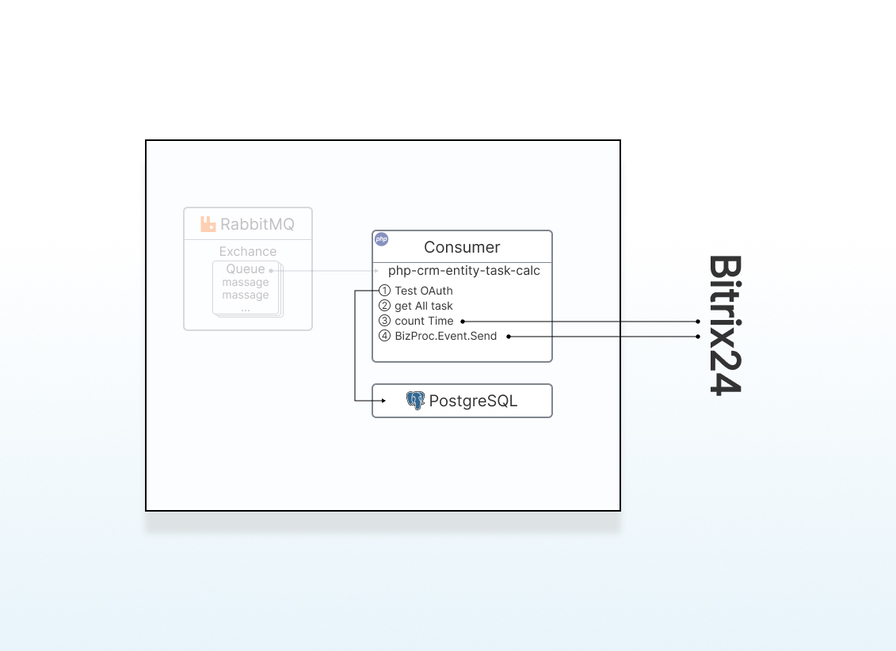 RabbitMQ
Exchance
Queue
massage
massage
...
php
Consumer
php-crm-entity-task-calc
1 Test OAuth
2 get All task
3 count Time
4 BizProc.Event.Send
PostgreSQL
Bitrix24